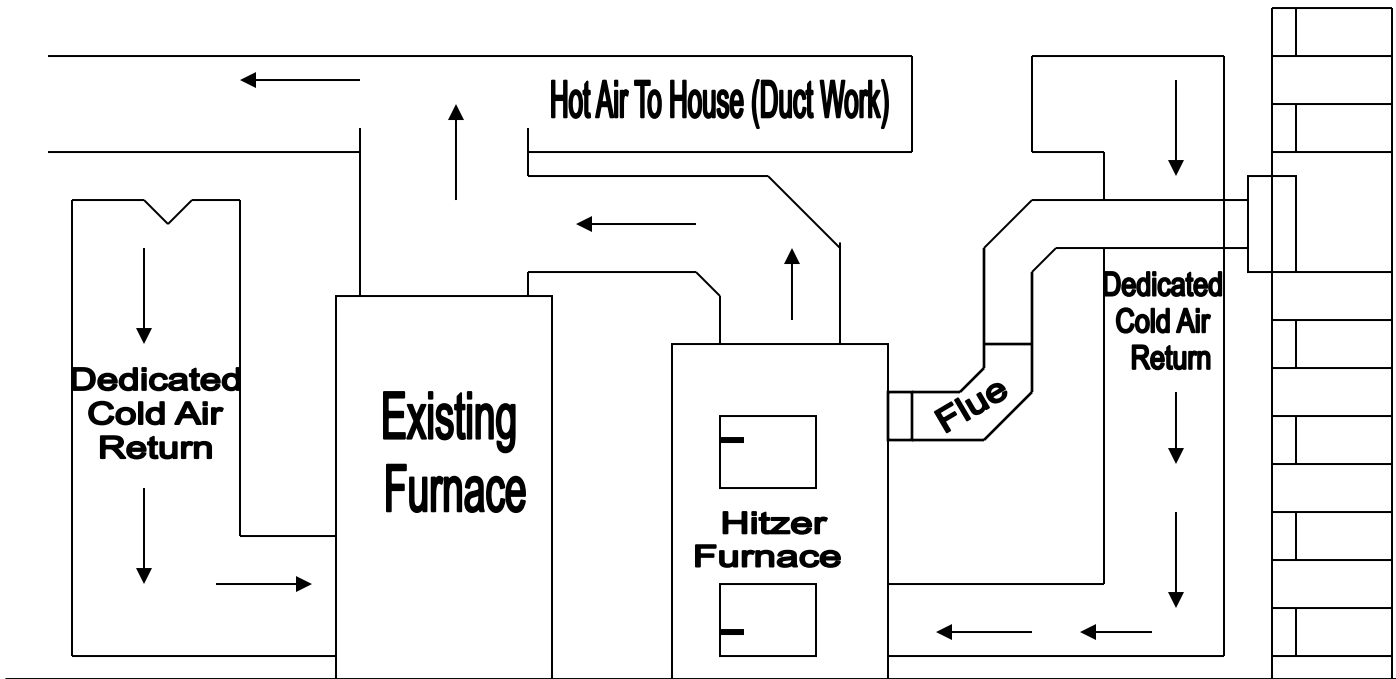 Hot Air To House (Duct Work)
Dedicated
Cold Air
Return
Existing
Furnace
Hitzer
Furnace
Flue
Dedicated
Cold Air
Return